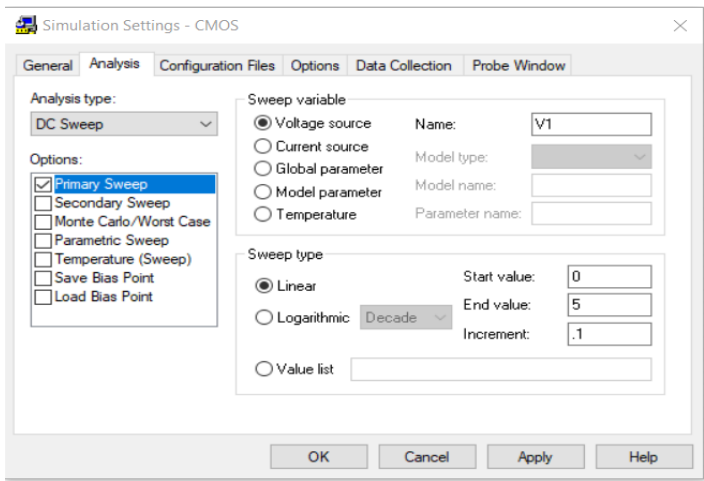 Simulation Settings - CMOS
General Analysis Configuration Files Options Data Collection Probe Window
Analysis type:
DC Sweep
Options:
Primary Sweep
Secondary Sweep
Monte Carlo/Worst Case
Parametric Sweep
Temperature (Sweep)
Save Bias Point
Load Bias Point
Sweep variable
Voltage source
Current source
Global parameter
Model parameter
Temperature
Name: V1
Model type:
Model name:
Parameter name:
Sweep type
Linear
Logarithmic Decade
Value list
Start value: 0
End value: 5
Increment: .1
OK Cancel Apply Help